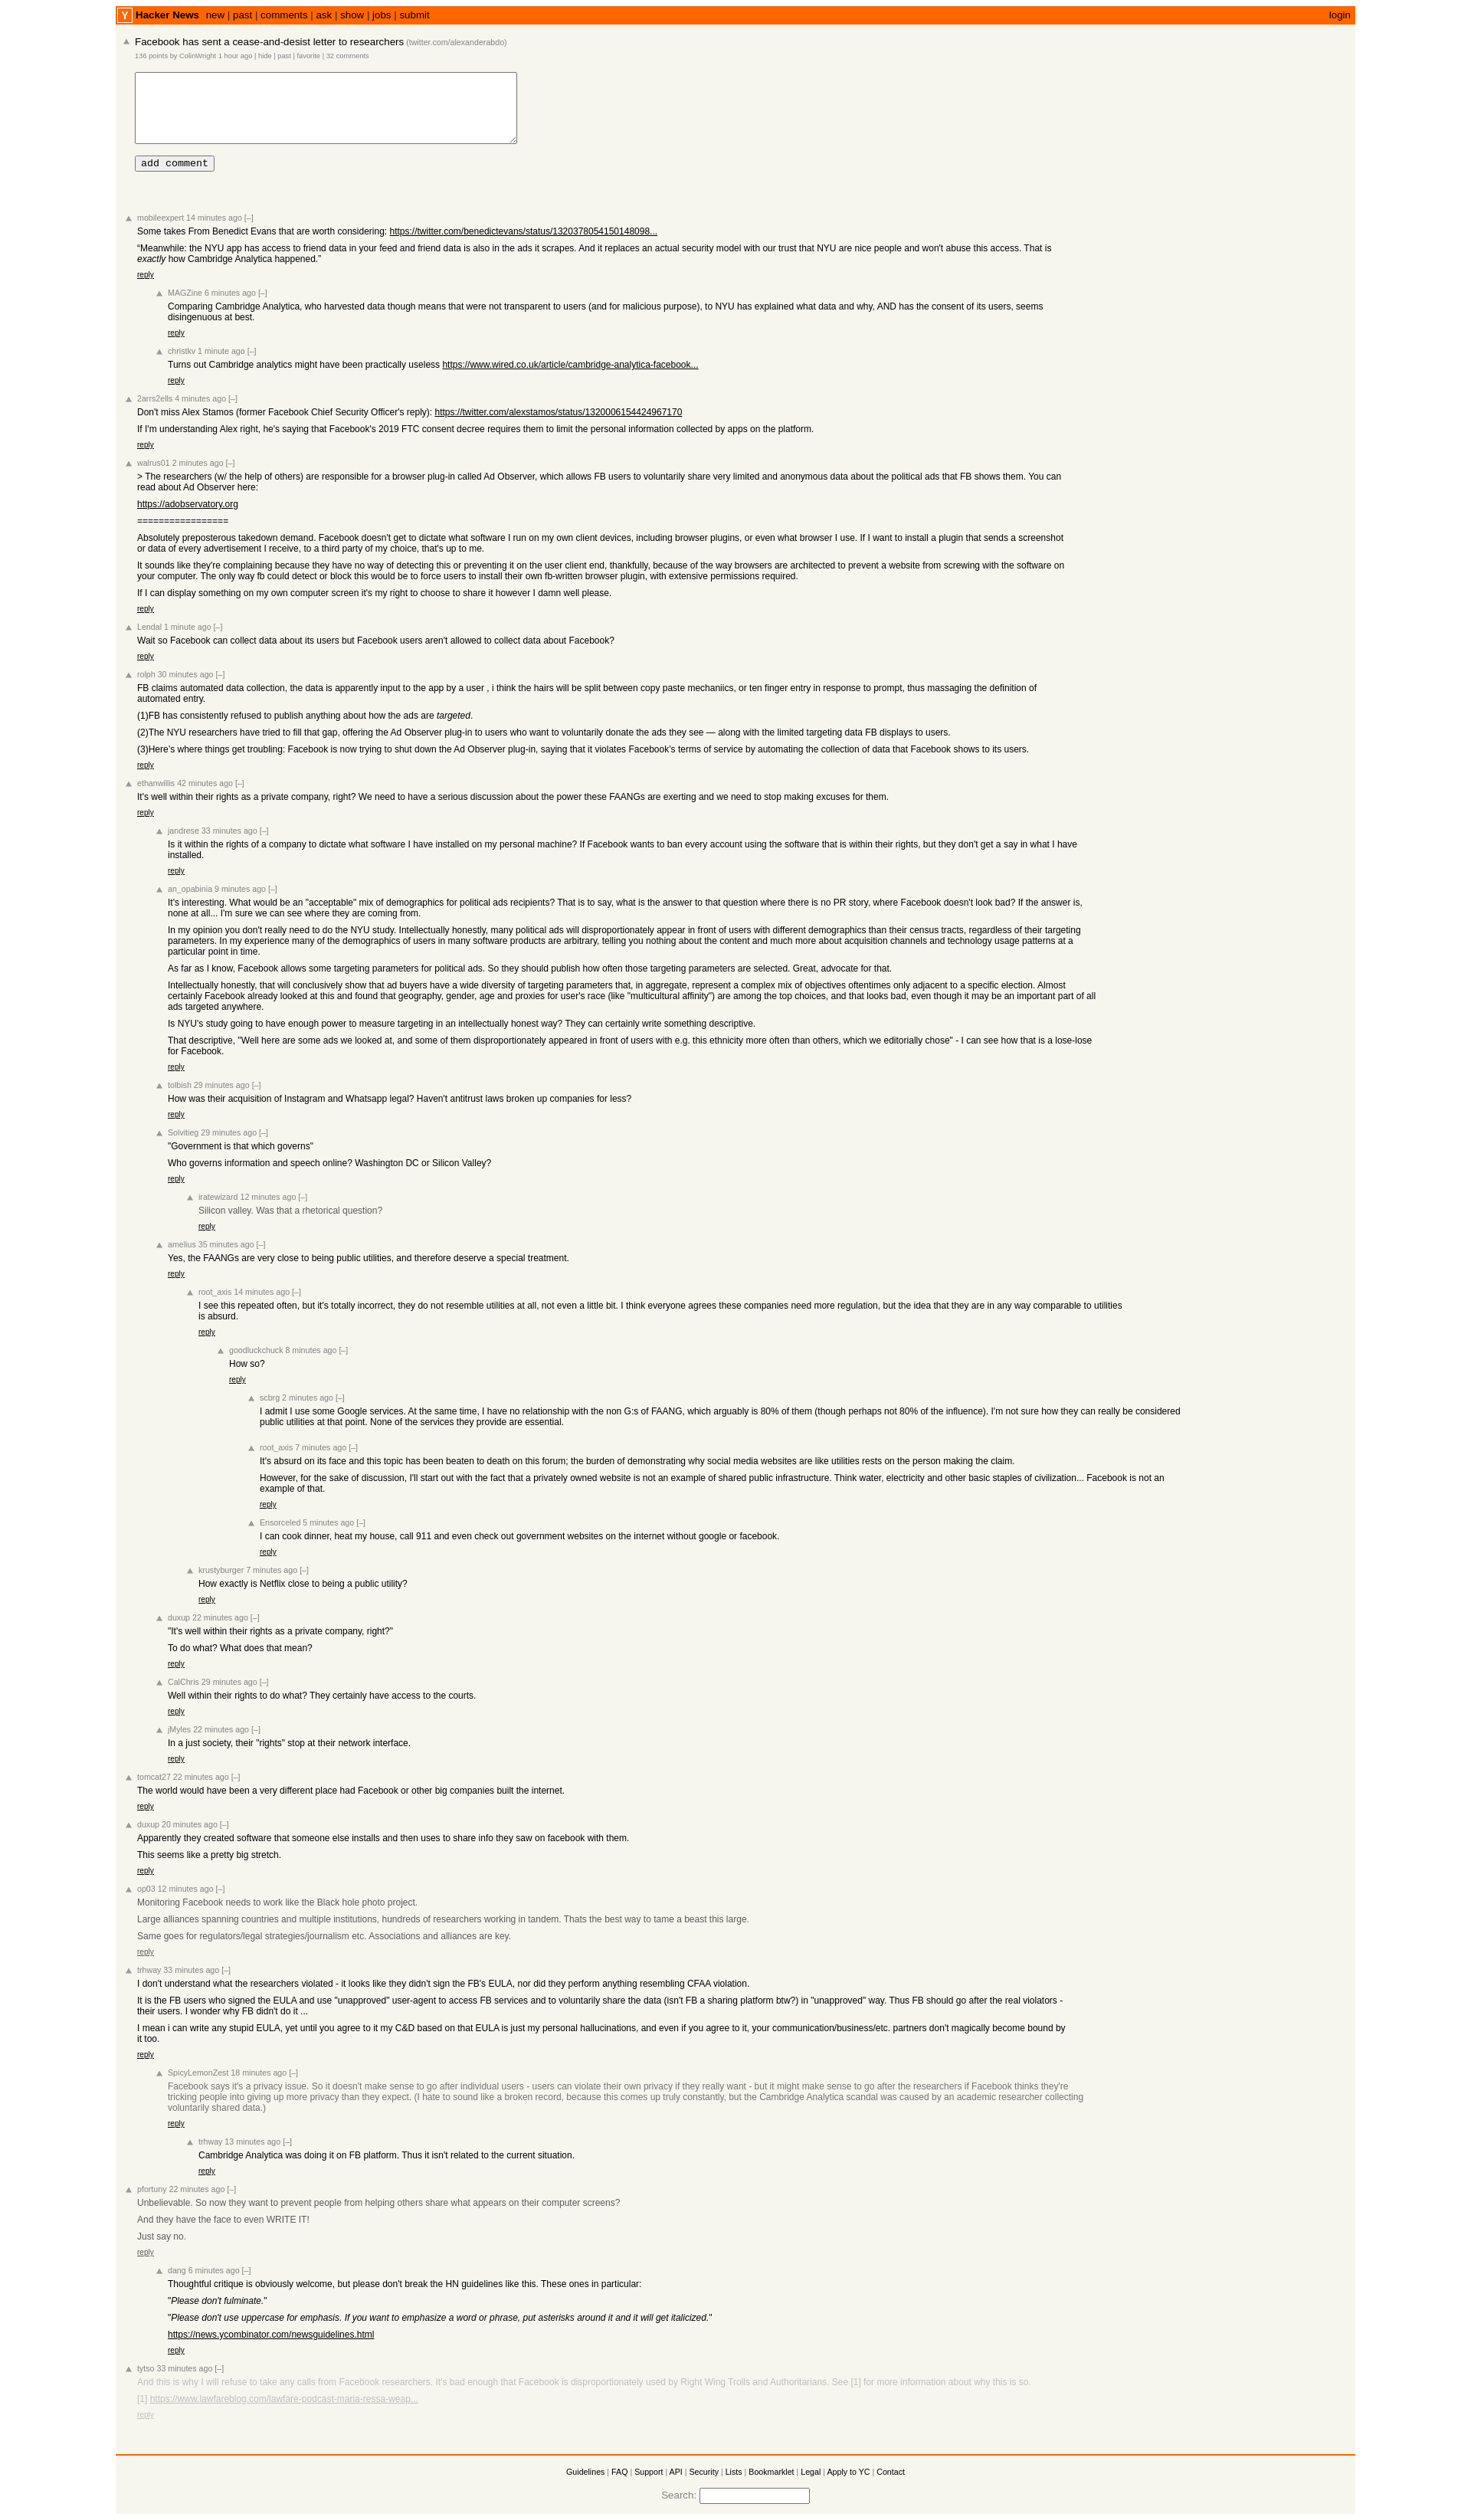 Y Hacker News new | past | comments | ask | show | jobs | submit login
Facebook has sent a cease-and-desist letter to researchers (twitter.com/alexanderabdo)
136 points by ColinWright 1 hour ago | hide | past | favorite | 32 comments
add comment
mobileexpert 14 minutes ago [–]
Some takes From Benedict Evans that are worth considering: https://twitter.com/benedictevans/status/1320378054150148098...
“Meanwhile: the NYU app has access to friend data in your feed and friend data is also in the ads it scrapes. And it replaces an actual security model with our trust that NYU are nice people and won't abuse this access. That is
exactly how Cambridge Analytica happened.”
reply
MAGZine 6 minutes ago [–]
Comparing Cambridge Analytica, who harvested data though means that were not transparent to users (and for malicious purpose), to NYU has explained what data and why, AND has the consent of its users, seems
disingenuous at best.
reply
christkv 1 minute ago [–]
Turns out Cambridge analytics might have been practically useless https://www.wired.co.uk/article/cambridge-analytica-facebook...
reply
2arrs2ells 4 minutes ago [–]
Don't miss Alex Stamos (former Facebook Chief Security Officer's reply): https://twitter.com/alexstamos/status/1320006154424967170
If I'm understanding Alex right, he's saying that Facebook's 2019 FTC consent decree requires them to limit the personal information collected by apps on the platform.
reply
walrus01 2 minutes ago [–]
> The researchers (w/ the help of others) are responsible for a browser plug-in called Ad Observer, which allows FB users to voluntarily share very limited and anonymous data about the political ads that FB shows them. You can
read about Ad Observer here:
https://adobservatory.org
=================
Absolutely preposterous takedown demand. Facebook doesn't get to dictate what software I run on my own client devices, including browser plugins, or even what browser I use. If I want to install a plugin that sends a screenshot
or data of every advertisement I receive, to a third party of my choice, that's up to me.
It sounds like they're complaining because they have no way of detecting this or preventing it on the user client end, thankfully, because of the way browsers are architected to prevent a website from screwing with the software on
your computer. The only way fb could detect or block this would be to force users to install their own fb-written browser plugin, with extensive permissions required.
If I can display something on my own computer screen it's my right to choose to share it however I damn well please.
reply
Lendal 1 minute ago [–]
Wait so Facebook can collect data about its users but Facebook users aren't allowed to collect data about Facebook?
reply
rolph 30 minutes ago [–]
FB claims automated data collection, the data is apparently input to the app by a user , i think the hairs will be split between copy paste mechaniics, or ten finger entry in response to prompt, thus massaging the definition of
automated entry.
(1)FB has consistently refused to publish anything about how the ads are targeted.
(2)The NYU researchers have tried to fill that gap, offering the Ad Observer plug-in to users who want to voluntarily donate the ads they see — along with the limited targeting data FB displays to users.
(3)Here’s where things get troubling: Facebook is now trying to shut down the Ad Observer plug-in, saying that it violates Facebook’s terms of service by automating the collection of data that Facebook shows to its users.
reply
ethanwillis 42 minutes ago [–]
It's well within their rights as a private company, right? We need to have a serious discussion about the power these FAANGs are exerting and we need to stop making excuses for them.
reply
jandrese 33 minutes ago [–]
Is it within the rights of a company to dictate what software I have installed on my personal machine? If Facebook wants to ban every account using the software that is within their rights, but they don't get a say in what I have
installed.
reply
an_opabinia 9 minutes ago [–]
It's interesting. What would be an "acceptable" mix of demographics for political ads recipients? That is to say, what is the answer to that question where there is no PR story, where Facebook doesn't look bad? If the answer is,
none at all... I'm sure we can see where they are coming from.
In my opinion you don't really need to do the NYU study. Intellectually honestly, many political ads will disproportionately appear in front of users with different demographics than their census tracts, regardless of their targeting
parameters. In my experience many of the demographics of users in many software products are arbitrary, telling you nothing about the content and much more about acquisition channels and technology usage patterns at a
particular point in time.
As far as I know, Facebook allows some targeting parameters for political ads. So they should publish how often those targeting parameters are selected. Great, advocate for that.
Intellectually honestly, that will conclusively show that ad buyers have a wide diversity of targeting parameters that, in aggregate, represent a complex mix of objectives oftentimes only adjacent to a specific election. Almost
certainly Facebook already looked at this and found that geography, gender, age and proxies for user's race (like "multicultural affinity") are among the top choices, and that looks bad, even though it may be an important part of all
ads targeted anywhere.
Is NYU's study going to have enough power to measure targeting in an intellectually honest way? They can certainly write something descriptive.
That descriptive, "Well here are some ads we looked at, and some of them disproportionately appeared in front of users with e.g. this ethnicity more often than others, which we editorially chose" - I can see how that is a lose-lose
for Facebook.
reply
tolbish 29 minutes ago [–]
How was their acquisition of Instagram and Whatsapp legal? Haven't antitrust laws broken up companies for less?
reply
Solvitieg 29 minutes ago [–]
"Government is that which governs"
Who governs information and speech online? Washington DC or Silicon Valley?
reply
iratewizard 12 minutes ago [–]
Silicon valley. Was that a rhetorical question?
reply
amelius 35 minutes ago [–]
Yes, the FAANGs are very close to being public utilities, and therefore deserve a special treatment.
reply
root_axis 14 minutes ago [–]
I see this repeated often, but it's totally incorrect, they do not resemble utilities at all, not even a little bit. I think everyone agrees these companies need more regulation, but the idea that they are in any way comparable to utilities
is absurd.
reply
goodluckchuck 8 minutes ago [–]
How so?
reply
scbrg 2 minutes ago [–]
I admit I use some Google services. At the same time, I have no relationship with the non G:s of FAANG, which arguably is 80% of them (though perhaps not 80% of the influence). I'm not sure how they can really be considered
public utilities at that point. None of the services they provide are essential.
root_axis 7 minutes ago [–]
It's absurd on its face and this topic has been beaten to death on this forum; the burden of demonstrating why social media websites are like utilities rests on the person making the claim.
However, for the sake of discussion, I'll start out with the fact that a privately owned website is not an example of shared public infrastructure. Think water, electricity and other basic staples of civilization... Facebook is not an
example of that.
reply
Ensorceled 5 minutes ago [–]
I can cook dinner, heat my house, call 911 and even check out government websites on the internet without google or facebook.
reply
krustyburger 7 minutes ago [–]
How exactly is Netflix close to being a public utility?
reply
duxup 22 minutes ago [–]
"It's well within their rights as a private company, right?"
To do what? What does that mean?
reply
CalChris 29 minutes ago [–]
Well within their rights to do what? They certainly have access to the courts.
reply
jMyles 22 minutes ago [–]
In a just society, their "rights" stop at their network interface.
reply
tomcat27 22 minutes ago [–]
The world would have been a very different place had Facebook or other big companies built the internet.
reply
duxup 20 minutes ago [–]
Apparently they created software that someone else installs and then uses to share info they saw on facebook with them.
This seems like a pretty big stretch.
reply
op03 12 minutes ago [–]
Monitoring Facebook needs to work like the Black hole photo project.
Large alliances spanning countries and multiple institutions, hundreds of researchers working in tandem. Thats the best way to tame a beast this large.
Same goes for regulators/legal strategies/journalism etc. Associations and alliances are key.
reply
trhway 33 minutes ago [–]
I don't understand what the researchers violated - it looks like they didn't sign the FB's EULA, nor did they perform anything resembling CFAA violation.
It is the FB users who signed the EULA and use "unapproved" user-agent to access FB services and to voluntarily share the data (isn't FB a sharing platform btw?) in "unapproved" way. Thus FB should go after the real violators -
their users. I wonder why FB didn't do it ...
I mean i can write any stupid EULA, yet until you agree to it my C&D based on that EULA is just my personal hallucinations, and even if you agree to it, your communication/business/etc. partners don't magically become bound by
it too.
reply
SpicyLemonZest 18 minutes ago [–]
Facebook says it's a privacy issue. So it doesn't make sense to go after individual users - users can violate their own privacy if they really want - but it might make sense to go after the researchers if Facebook thinks they're
tricking people into giving up more privacy than they expect. (I hate to sound like a broken record, because this comes up truly constantly, but the Cambridge Analytica scandal was caused by an academic researcher collecting
voluntarily shared data.)
reply
trhway 13 minutes ago [–]
Cambridge Analytica was doing it on FB platform. Thus it isn't related to the current situation.
reply
pfortuny 22 minutes ago [–]
Unbelievable. So now they want to prevent people from helping others share what appears on their computer screens?
And they have the face to even WRITE IT!
Just say no.
reply
dang 6 minutes ago [–]
Thoughtful critique is obviously welcome, but please don't break the HN guidelines like this. These ones in particular:
"Please don't fulminate."
"Please don't use uppercase for emphasis. If you want to emphasize a word or phrase, put asterisks around it and it will get italicized."
https://news.ycombinator.com/newsguidelines.html
reply
tytso 33 minutes ago [–]
And this is why I will refuse to take any calls from Facebook researchers. It's bad enough that Facebook is disproportionately used by Right Wing Trolls and Authoritarians. See [1] for more information about why this is so.
[1] https://www.lawfareblog.com/lawfare-podcast-maria-ressa-weap...
reply
Guidelines | FAQ | Support | API | Security | Lists | Bookmarklet | Legal | Apply to YC | Contact
Search: